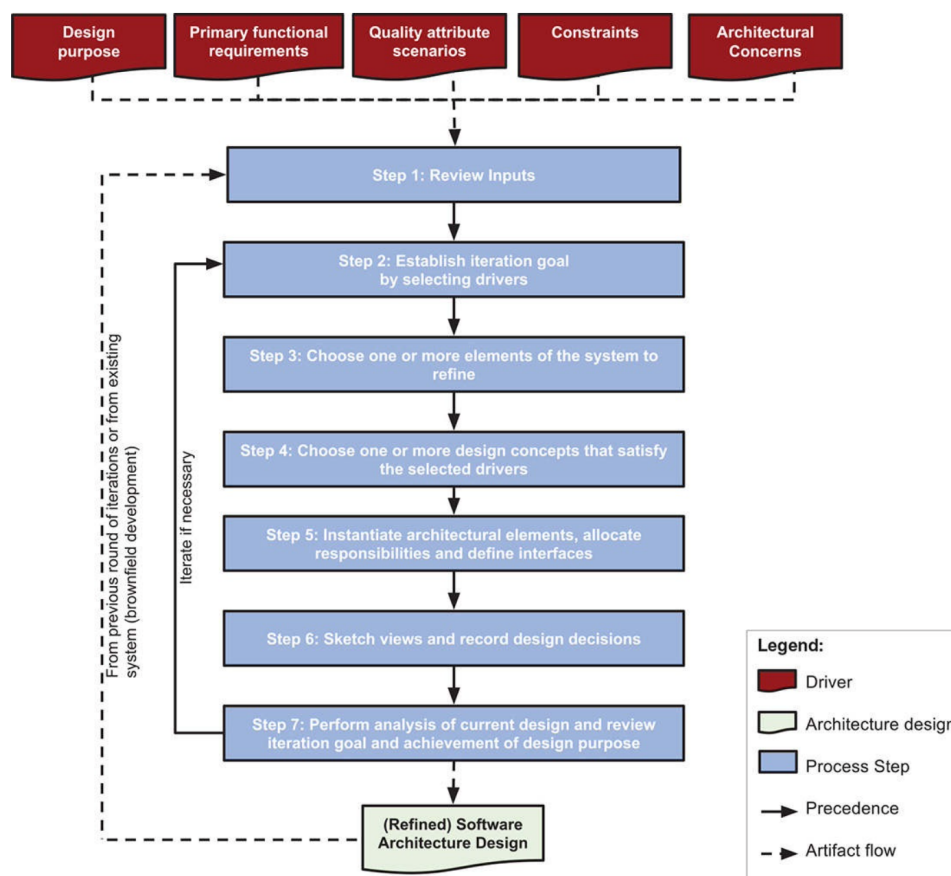 Design
purpose
Primary functional
requirements
Quality attribute
scenarios
Constraints
Architectural
Concerns
Step 1: Review Inputs
Step 2: Establish iteration goal
by selecting drivers
Step 3: Choose one or more elements of the system to
refine
Step 4: Choose one or more design concepts that satisfy
the selected drivers
Step 5: Instantiate architectural elements, allocate
responsibilities and define interfaces
Step 6: Sketch views and record design decisions
Step 7: Perform analysis of current design and review
iteration goal and achievement of design purpose
(Refined) Software
Architecture Design
From previous round of iterations or from existing
system (brownfield development)
Iterate if necessary
Legend:
Driver
Architecture design
Process Step
Precedence
Artifact flow